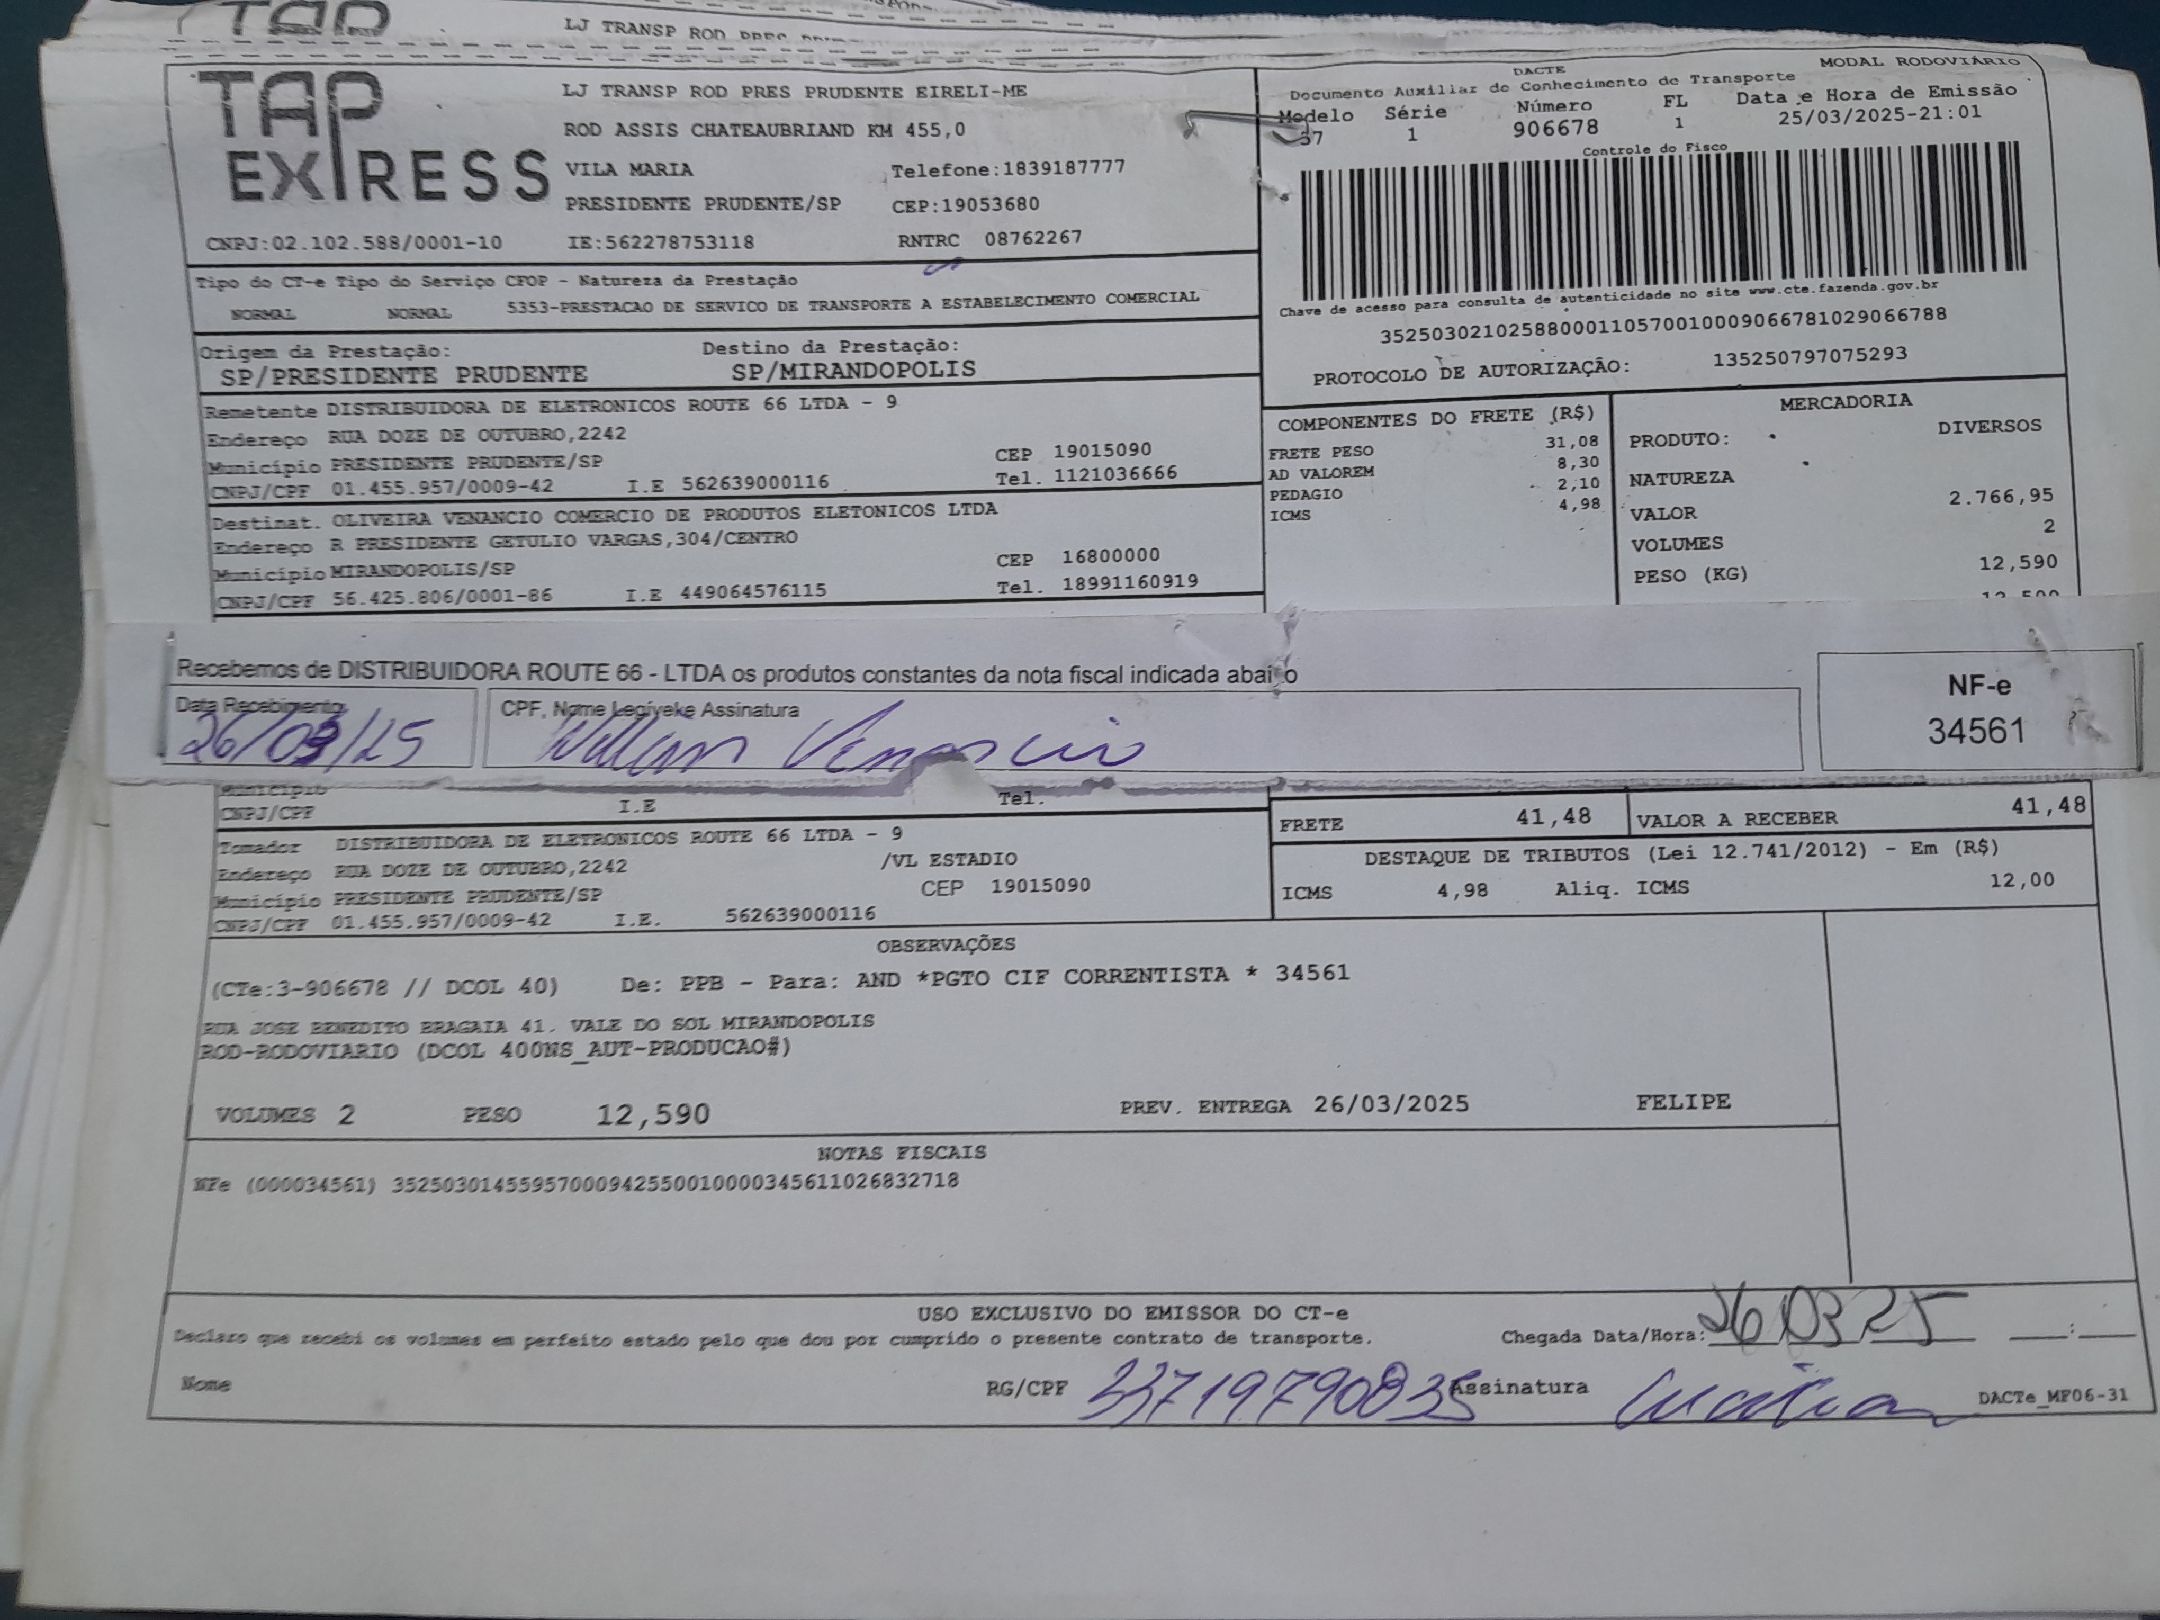 LJ TRANSP ROD
TAP EXPRESS
LJ TRANSP ROD PRES PRUDENTE EIRELI-ME
ROD ASSIS CHATEAUBRIAND KM 455,0
VILA MARIA Telefone:1839187777
PRESIDENTE PRUDENTE/SP CEP:19053680
CNPJ:02.102.588/0001-10 IE:562278753118 RNTRC 08762267
DACTE MODAL RODOVIÁRIO
Documento Auxiliar de Conhecimento de Transporte
Modelo Série Número FL Data e Hora de Emissão
57 1 906678 1 25/03/2025-21:01
Controle do Fisco
Chave de acesso para consulta de autenticidade no site www.cte.fazenda.gov.br
35250302102588000110570010009066781029066788
PROTOCOLO DE AUTORIZAÇÃO: 135250797075293
Tipo do CT-e Tipo do Serviço CFOP - Natureza da Prestação
NORMAL NORMAL 5353-PRESTACAO DE SERVICO DE TRANSPORTE A ESTABELECIMENTO COMERCIAL
Origem da Prestação: Destino da Prestação:
SP/PRESIDENTE PRUDENTE SP/MIRANDOPOLIS
Remetente DISTRIBUIDORA DE ELETRONICOS ROUTE 66 LTDA - 9
Endereço RUA DOZE DE OUTUBRO,2242
Município PRESIDENTE PRUDENTE/SP CEP 19015090
CNPJ/CPF 01.455.957/0009-42 I.E 562639000116 Tel. 1121036666
Destinat. OLIVEIRA VENANCIO COMERCIO DE PRODUTOS ELETONICOS LTDA
Endereço R PRESIDENTE GETULIO VARGAS,304/CENTRO
Município MIRANDOPOLIS/SP CEP 16800000
CNPJ/CPF 56.425.806/0001-86 I.E 449064576115 Tel. 18991160919
COMPONENTES DO FRETE (R$)
FRETE PESO 31,08
AD VALOREM 8,30
PEDAGIO 2,10
ICMS 4,98
MERCADORIA
PRODUTO: DIVERSOS
NATUREZA
VALOR 2.766,95
VOLUMES 2
PESO (KG) 12,590
Recebemos de DISTRIBUIDORA ROUTE 66 - LTDA os produtos constantes da nota fiscal indicada abaixo
Data Recebimento CPF, Nome Legiveke Assinatura
26/03/25 Willian Venancio
NF-e
34561
Município
CNPJ/CPF I.E Tel.
FRETE 41,48 VALOR A RECEBER 41,48
Tomador DISTRIBUIDORA DE ELETRONICOS ROUTE 66 LTDA - 9
Endereço RUA DOZE DE OUTUBRO,2242 /VL ESTADIO
Município PRESIDENTE PRUDENTE/SP CEP 19015090
CNPJ/CPF 01.455.957/0009-42 I.E. 562639000116
DESTAQUE DE TRIBUTOS (Lei 12.741/2012) - Em (R$)
ICMS 4,98 Aliq. ICMS 12,00
OBSERVAÇÕES
(CTe:3-906678 // DCOL 40) De: PPB - Para: AND *PGTO CIF CORRENTISTA * 34561
RUA JOSE BENEDITO BRAGAIA 41. VALE DO SOL MIRANDOPOLIS
ROD-RODOVIARIO (DCOL 400NS_AUT-PRODUCAO#)
VOLUMES 2 PESO 12,590 PREV. ENTREGA 26/03/2025 FELIPE
NOTAS FISCAIS
NFe (000034561) 35250301455957000942550010000345611026832718
USO EXCLUSIVO DO EMISSOR DO CT-e
Declaro que recebi os volumes em perfeito estado pelo que dou por cumprido o presente contrato de transporte.
Chegada Data/Hora: 26 03 25 __:__
Nome RG/CPF 33719790835 Assinatura DACTe_MF06-31